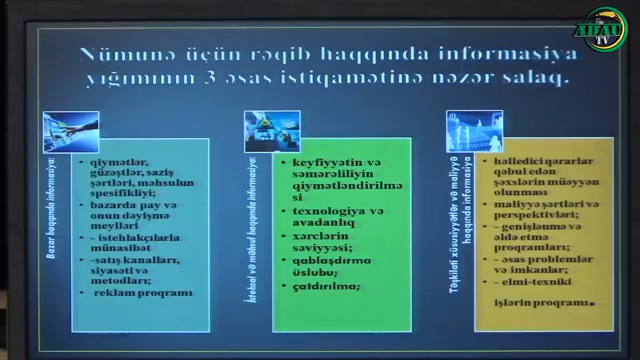 ADAU
TV
Nümunə üçün rəqib haqqında informasiya
yığımının 3 əsas istiqamətinə nəzər salaq.
Bazar haqqında informasiya:
• qiymətlər,
güzəştlər, saziş
şərtləri, məhsulun
spesifikliyi;
• bazarda pay və
onun dəyişmə
meylləri
• – istehlakçılarla
münasibət
• -satış kanalları,
siyasəti və
metodları;
• reklam proqramı
İstehsal və məhsul haqqında informasiya:
• keyfiyyətin və
səmərəliliyin
qiymətləndirilmə
si
• texnologiya və
avadanlıq
• xərclərin
səviyyəsi;
• qablaşdırma
üslubu;
• çatdırılma;
Təşkilati xüsusiyyətlər və maliyyə
haqqında informasiya
• həlledici qərarlar
qəbul edən
şəxslərin müəyyən
olunması
• maliyyə şərtləri və
perspektivləri;
• – genişlənmə və
əldə etmə
proqramları;
• – əsas problemlər
və imkanlar;
• – elmi-texniki
işlərin proqramı.